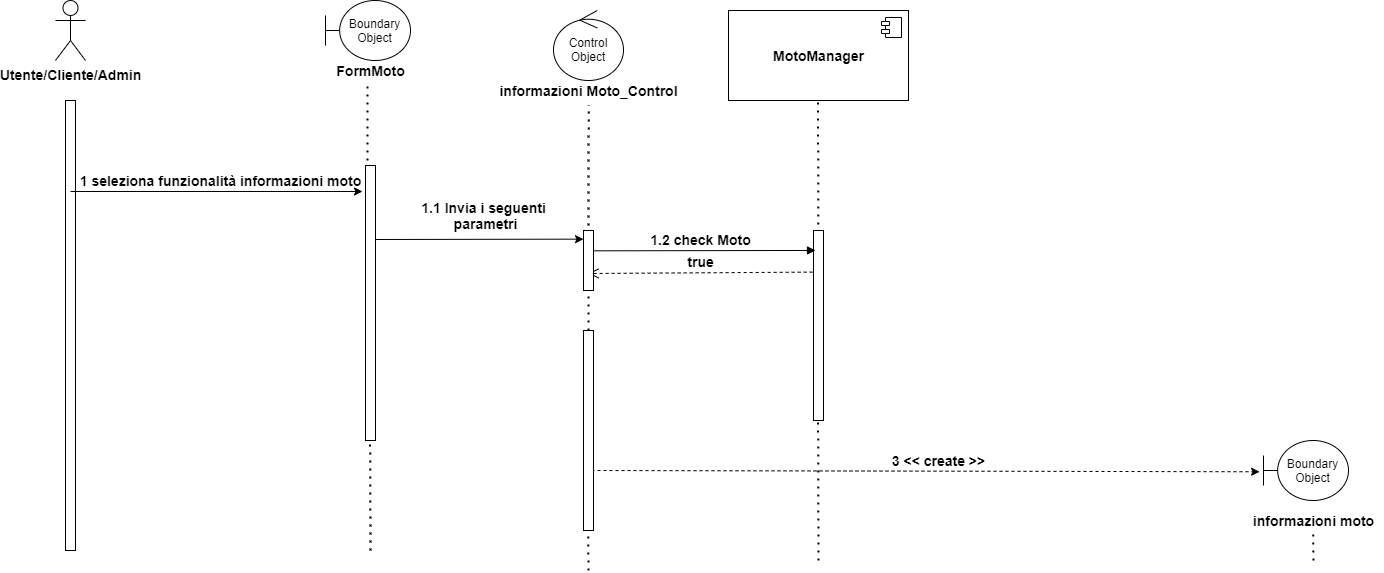 Boundary
Object
Control
Object
MotoManager
Utente/Cliente/Admin
FormMoto
informazioni Moto_Control
1 seleziona funzionalità informazioni moto
1.1 Invia i seguenti
parametri
1.2 check Moto
true
3 << create >>
Boundary
Object
informazioni moto